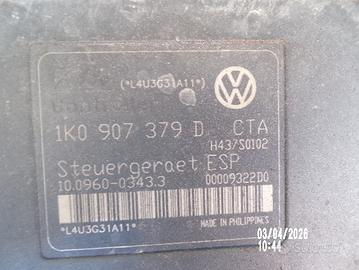 (*L4U3G31A11*)
1K0 907 379 D CTA
H43/S0102
Steuergeraet ESP
10.0960-0343.3 00009322D0
*L4U3G31A11*
MADE IN PHILIPPINES
03/04/2026
10:44